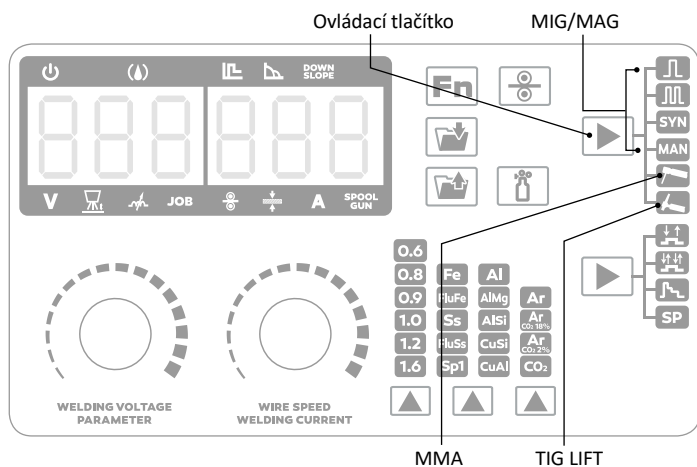 Ovládací tlačítko
MIG/MAG
DOWN
SLOPE
Fn
SYN
MAN
V
JOB
A
SPOOL
GUN
0.6
0.8 Fe Al
0.9 FluFe AlMg Ar
1.0 Ss AlSi Ar CO₂ 18%
1.2 FluSs CuSi Ar CO₂ 2%
1.6 Sp1 CuAl CO₂
SP
WELDING VOLTAGE
PARAMETER
WIRE SPEED
WELDING CURRENT
MMA
TIG LIFT